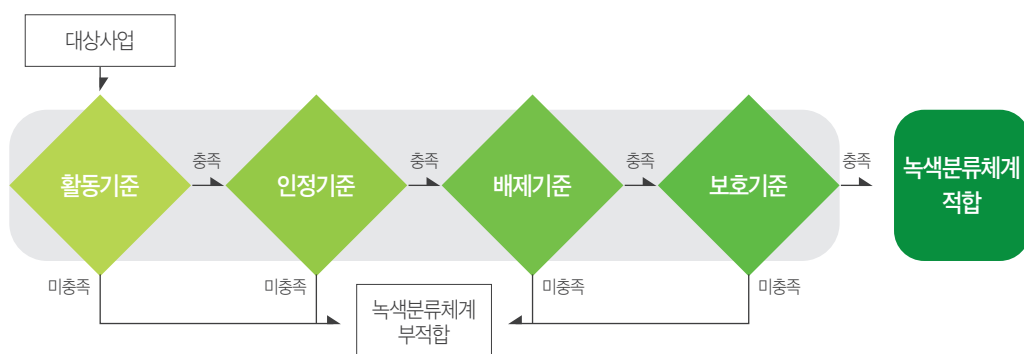 대상사업
활동기준
충족
인정기준
충족
배제기준
충족
보호기준
충족
녹색분류체계
적합
미충족
미충족
미충족
미충족
녹색분류체계
부적합